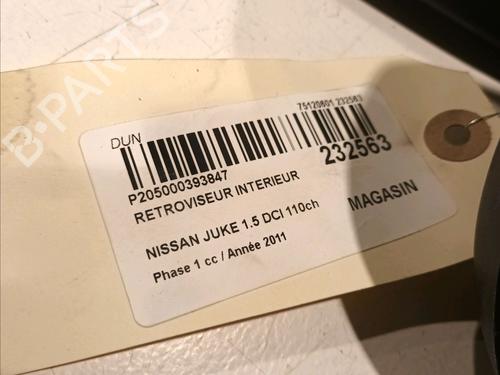 B-PARTS
DUN
75120601 232563
P205000393847
232563
RETROVISEUR INTERIEUR
MAGASIN
NISSAN JUKE 1.5 DCI 110ch
Phase 1 cc / Année 2011